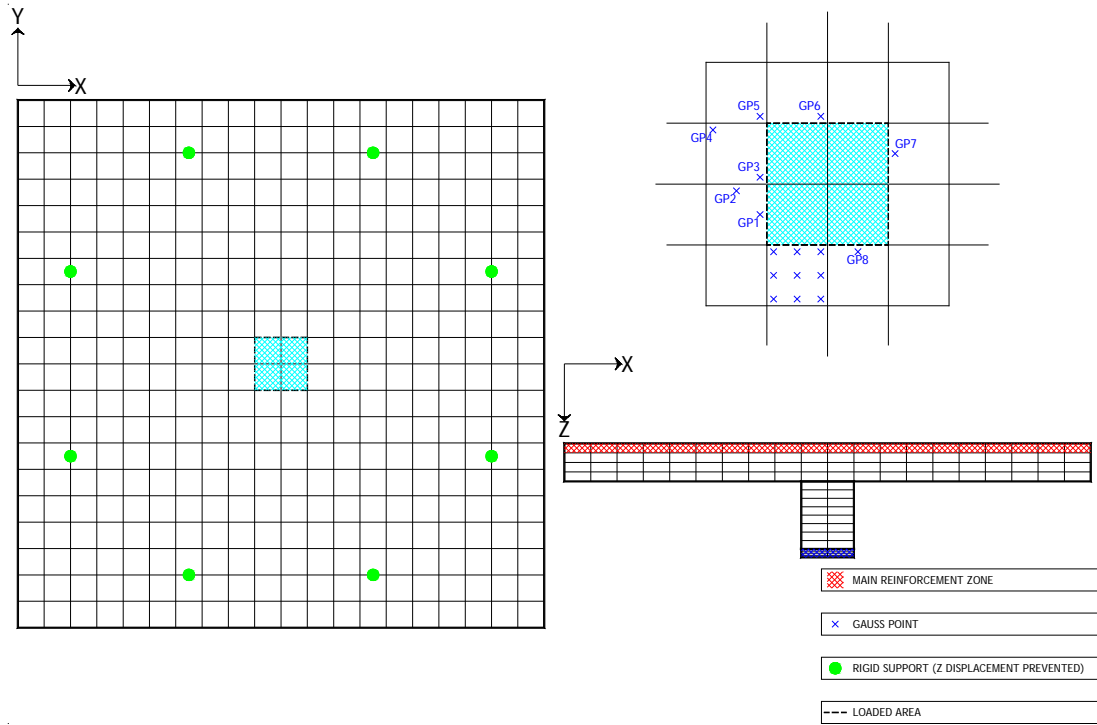 Y
X
GP5
GP6
GP4
GP7
GP3
GP2
GP1
GP8
X
Z
MAIN REINFORCEMENT ZONE
GAUSS POINT
RIGID SUPPORT (Z DISPLACEMENT PREVENTED)
LOADED AREA